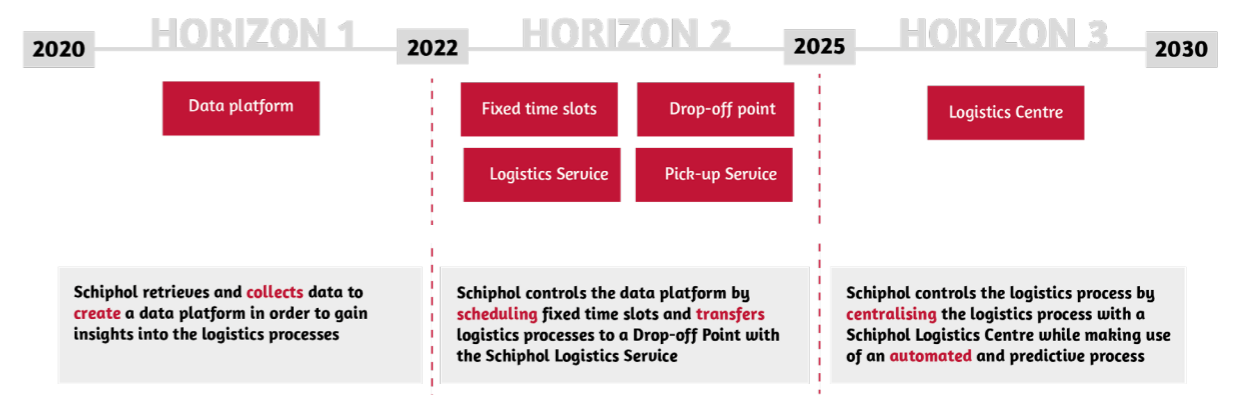 HORIZON 1
HORIZON 2
HORIZON 3
2020
2022
2025
2030
Data platform
Fixed time slots
Drop-off point
Logistics Centre
Logistics Service
Pick-up Service
Schiphol retrieves and collects data to
create a data platform in order to gain
insights into the logistics processes
Schiphol controls the data platform by
scheduling fixed time slots and transfers
logistics processes to a Drop-off Point with
the Schiphol Logistics Service
Schiphol controls the logistics process by
centralising the logistics process with a
Schiphol Logistics Centre while making use
of an automated and predictive process